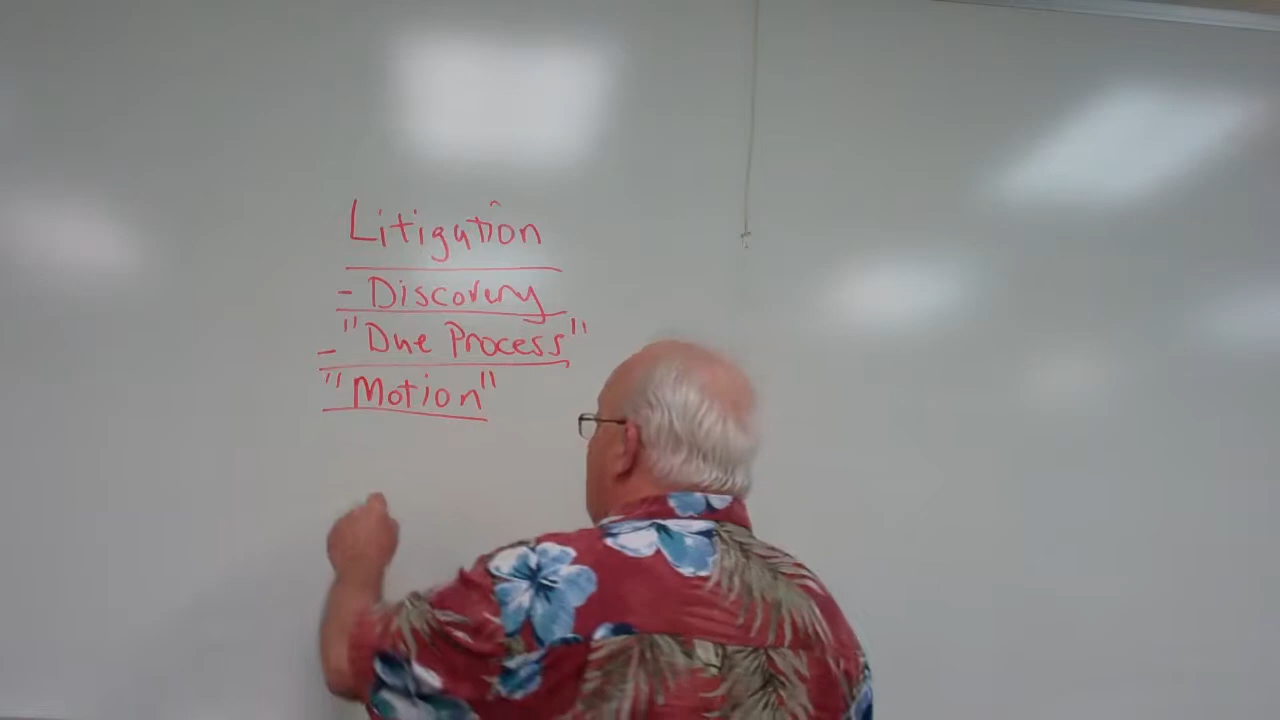 Litigation
- Discovery
- "Due Process"
"Motion"